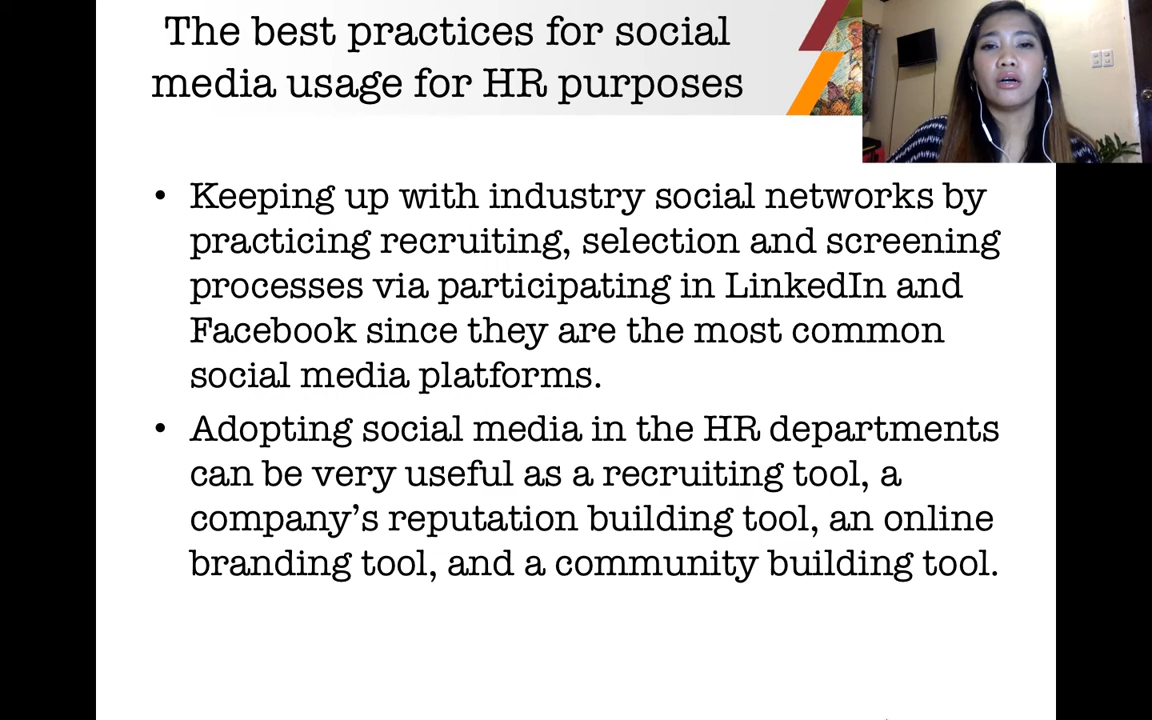 The best practices for social
media usage for HR purposes
• Keeping up with industry social networks by
practicing recruiting, selection and screening
processes via participating in LinkedIn and
Facebook since they are the most common
social media platforms.
• Adopting social media in the HR departments
can be very useful as a recruiting tool, a
company’s reputation building tool, an online
branding tool, and a community building tool.